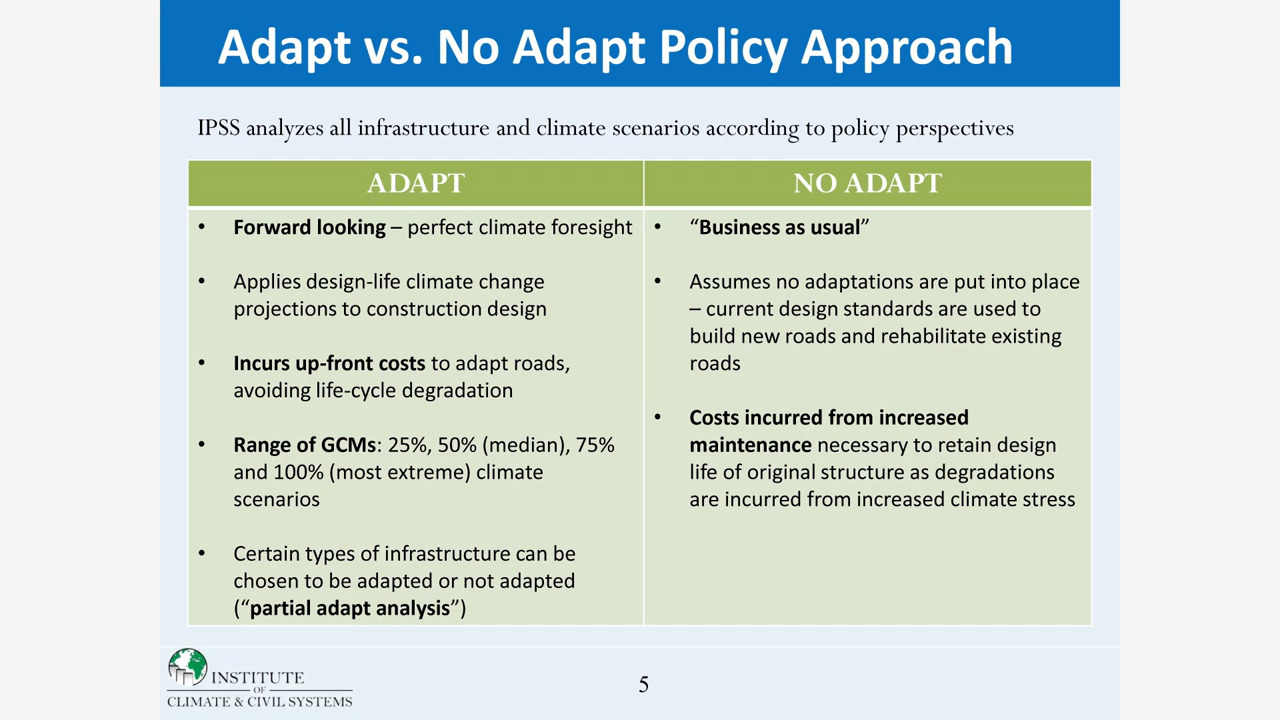 Adapt vs. No Adapt Policy Approach
IPSS analyzes all infrastructure and climate scenarios according to policy perspectives
ADAPT
• Forward looking – perfect climate foresight
• Applies design-life climate change
projections to construction design
• Incurs up-front costs to adapt roads,
avoiding life-cycle degradation
• Range of GCMs: 25%, 50% (median), 75%
and 100% (most extreme) climate
scenarios
• Certain types of infrastructure can be
chosen to be adapted or not adapted
(“partial adapt analysis”)
NO ADAPT
• “Business as usual”
• Assumes no adaptations are put into place
– current design standards are used to
build new roads and rehabilitate existing
roads
• Costs incurred from increased
maintenance necessary to retain design
life of original structure as degradations
are incurred from increased climate stress
INSTITUTE
OF
CLIMATE & CIVIL SYSTEMS
5